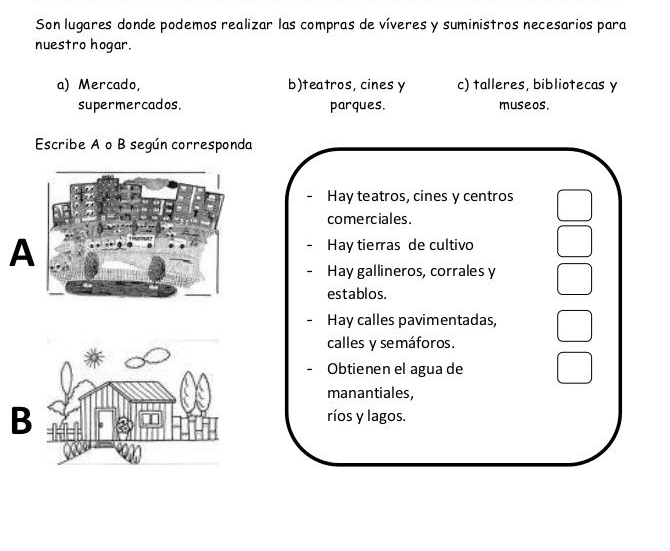 Son lugares donde podemos realizar las compras de víveres y suministros necesarios para
nuestro hogar.
a) Mercado,
supermercados.
b)teatros, cines y
parques.
c) talleres, bibliotecas y
museos.
Escribe A o B según corresponda
A
B
- Hay teatros, cines y centros
comerciales.
- Hay tierras de cultivo
- Hay gallineros, corrales y
establos.
- Hay calles pavimentadas,
calles y semáforos.
- Obtienen el agua de
manantiales,
ríos y lagos.